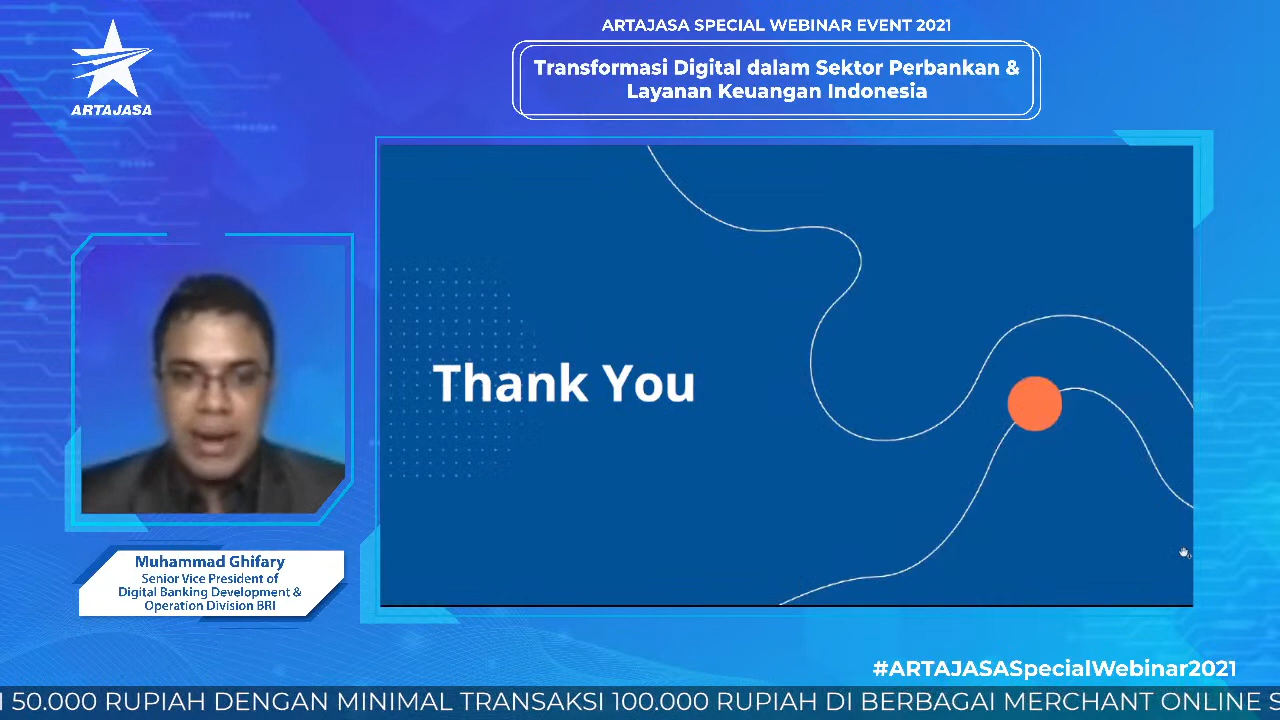 ARTAJASA SPECIAL WEBINAR EVENT 2021
Transformasi Digital dalam Sektor Perbankan &
Layanan Keuangan Indonesia
ARTAJASA
Thank You
Muhammad Ghifary
Senior Vice President of
Digital Banking Development &
Operation Division BRI
#ARTAJASASpecialWebinar2021
50.000 RUPIAH DENGAN MINIMAL TRANSAKSI 100.000 RUPIAH DI BERBAGAI MERCHANT ONLINE